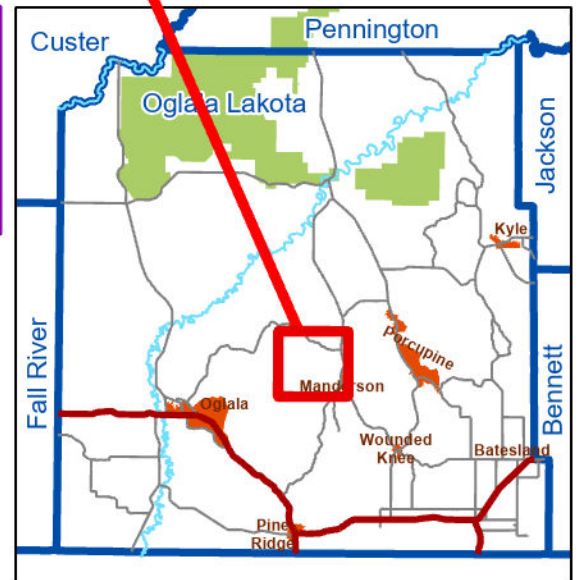 Custer
Pennington
Oglala Lakota
Jackson
Kyle
Fall River
Porcupine
Manderson
Oglala
Bennett
Wounded
Knee
Batesland
Pine
Ridge